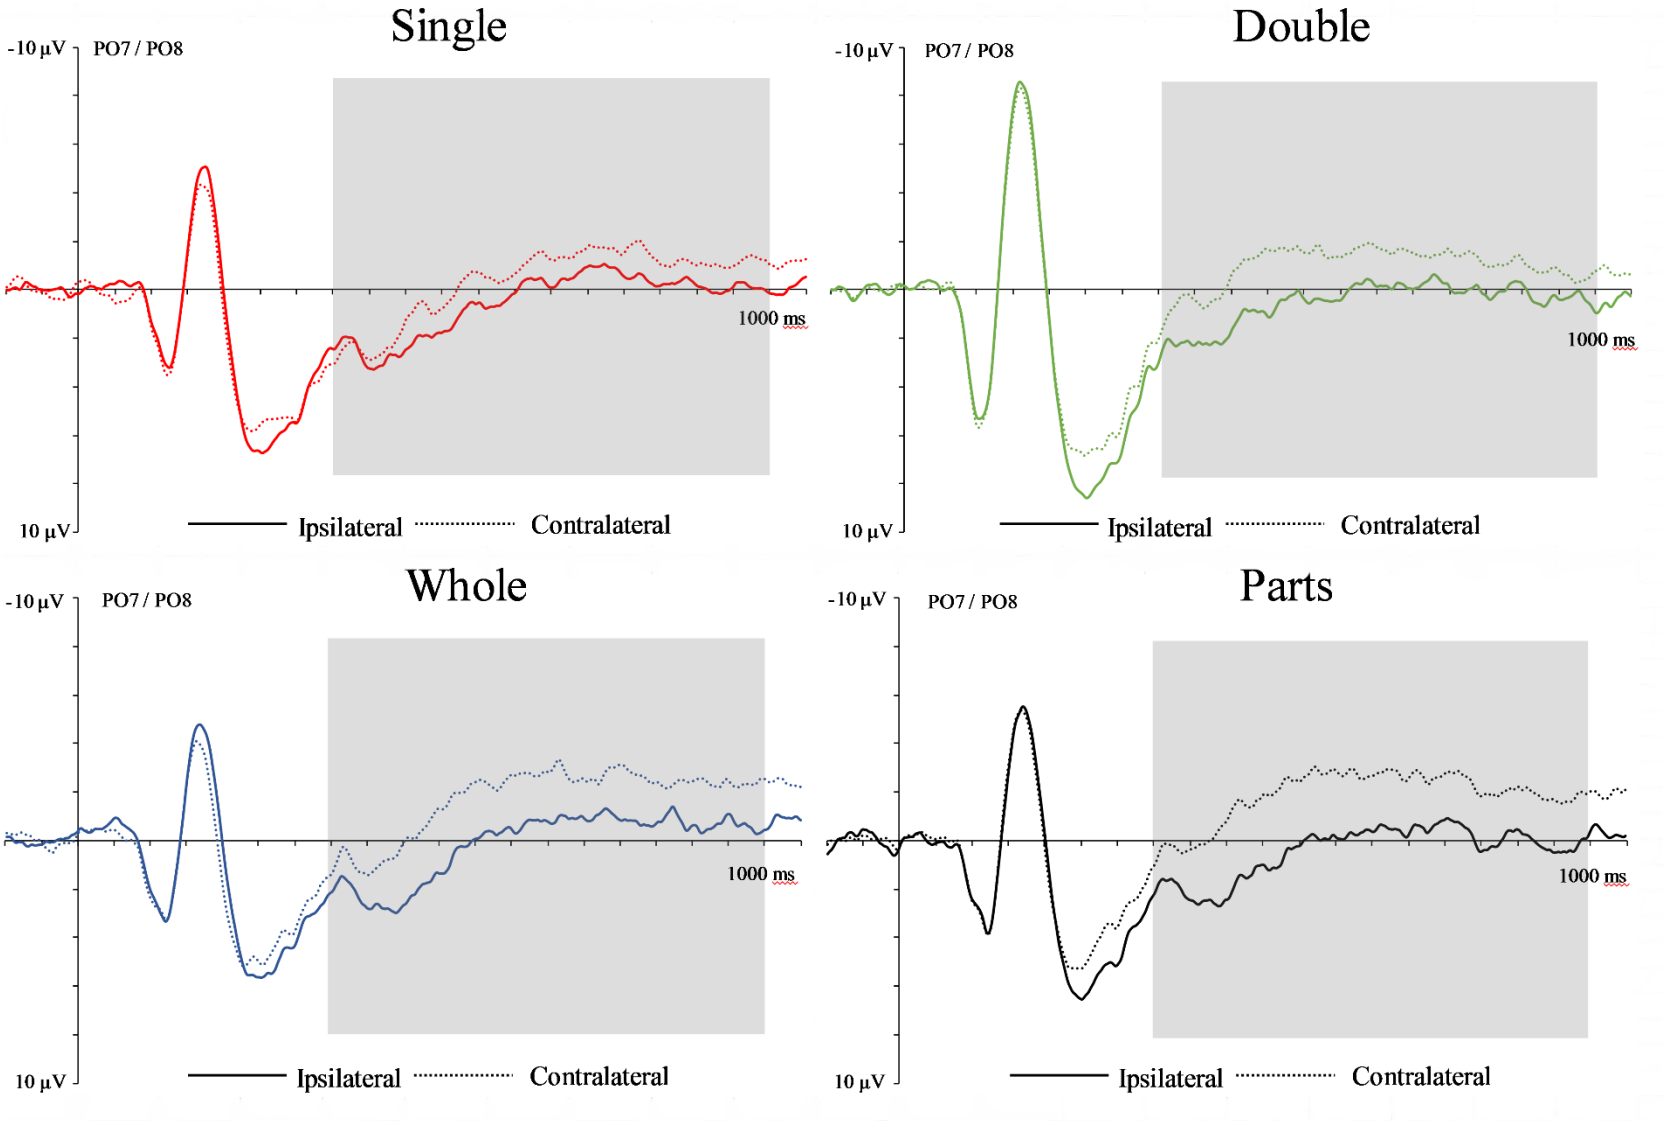 Single
-10 µV PO7 / PO8
1000 ms
10 µV
Ipsilateral Contralateral
Double
-10 µV PO7 / PO8
1000 ms
10 µV
Ipsilateral Contralateral
Whole
-10 µV PO7 / PO8
1000 ms
10 µV
Ipsilateral Contralateral
Parts
-10 µV PO7 / PO8
1000 ms
10 µV
Ipsilateral Contralateral